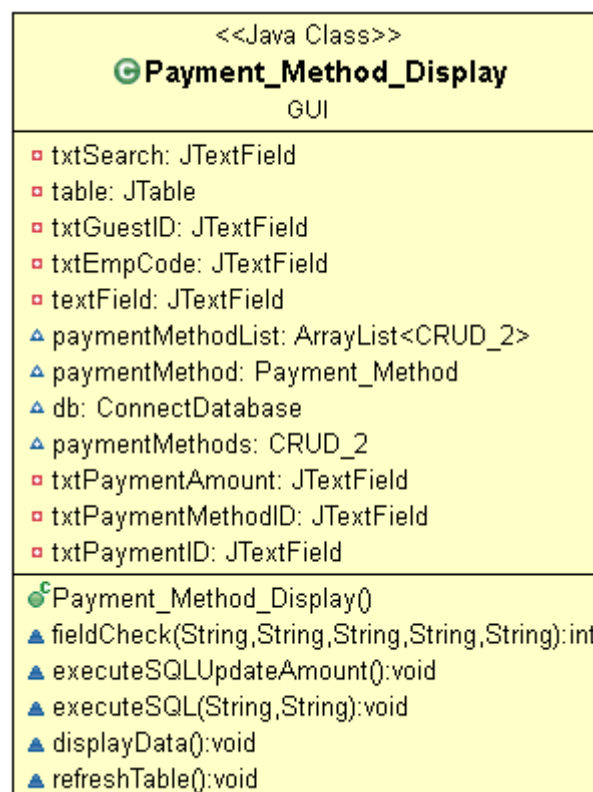 <<Java Class>>
Payment_Method_Display
GUI
txtSearch: JTextField
table: JTable
txtGuestID: JTextField
txtEmpCode: JTextField
textField: JTextField
paymentMethodList: ArrayList<CRUD_2>
paymentMethod: Payment_Method
db: ConnectDatabase
paymentMethods: CRUD_2
txtPaymentAmount: JTextField
txtPaymentMethodID: JTextField
txtPaymentID: JTextField
Payment_Method_Display()
fieldCheck(String,String,String,String,String):int
executeSQLUpdateAmount():void
executeSQL(String,String):void
displayData():void
refreshTable():void